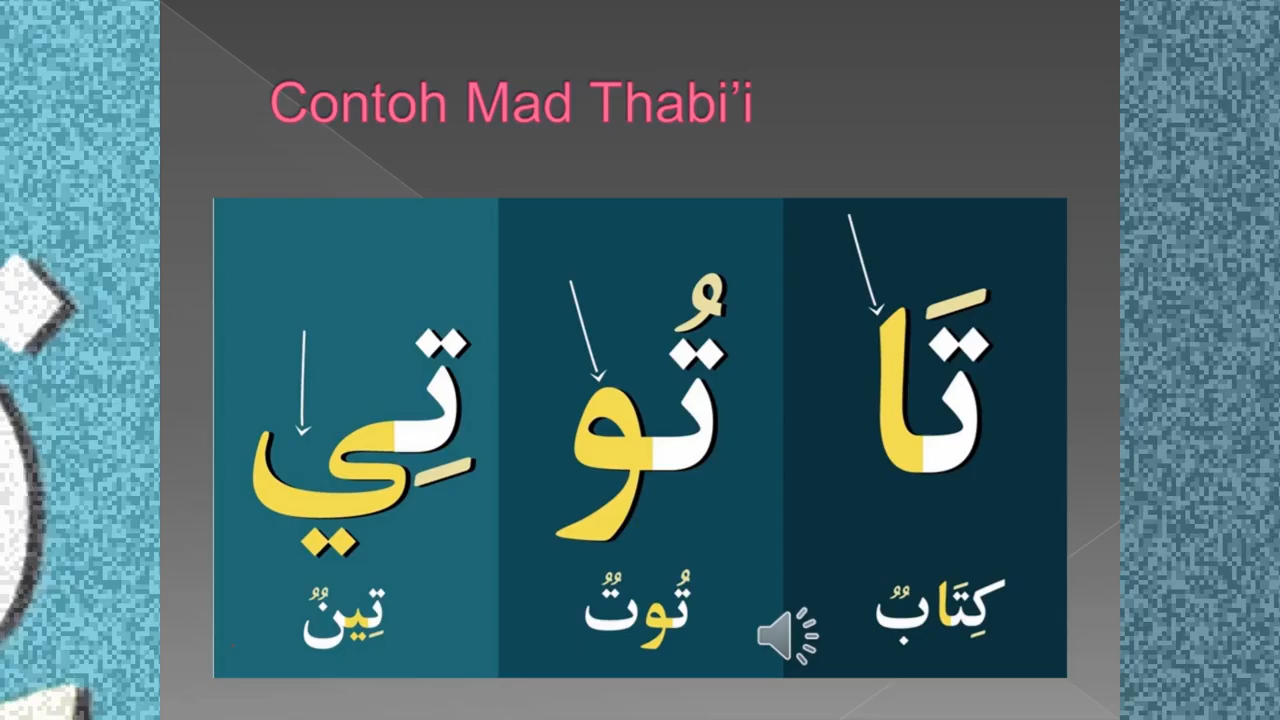 Contoh Mad Thabi’i
تَا تُو تِي
كِتَابٌ تُوتٌ تِينٌ